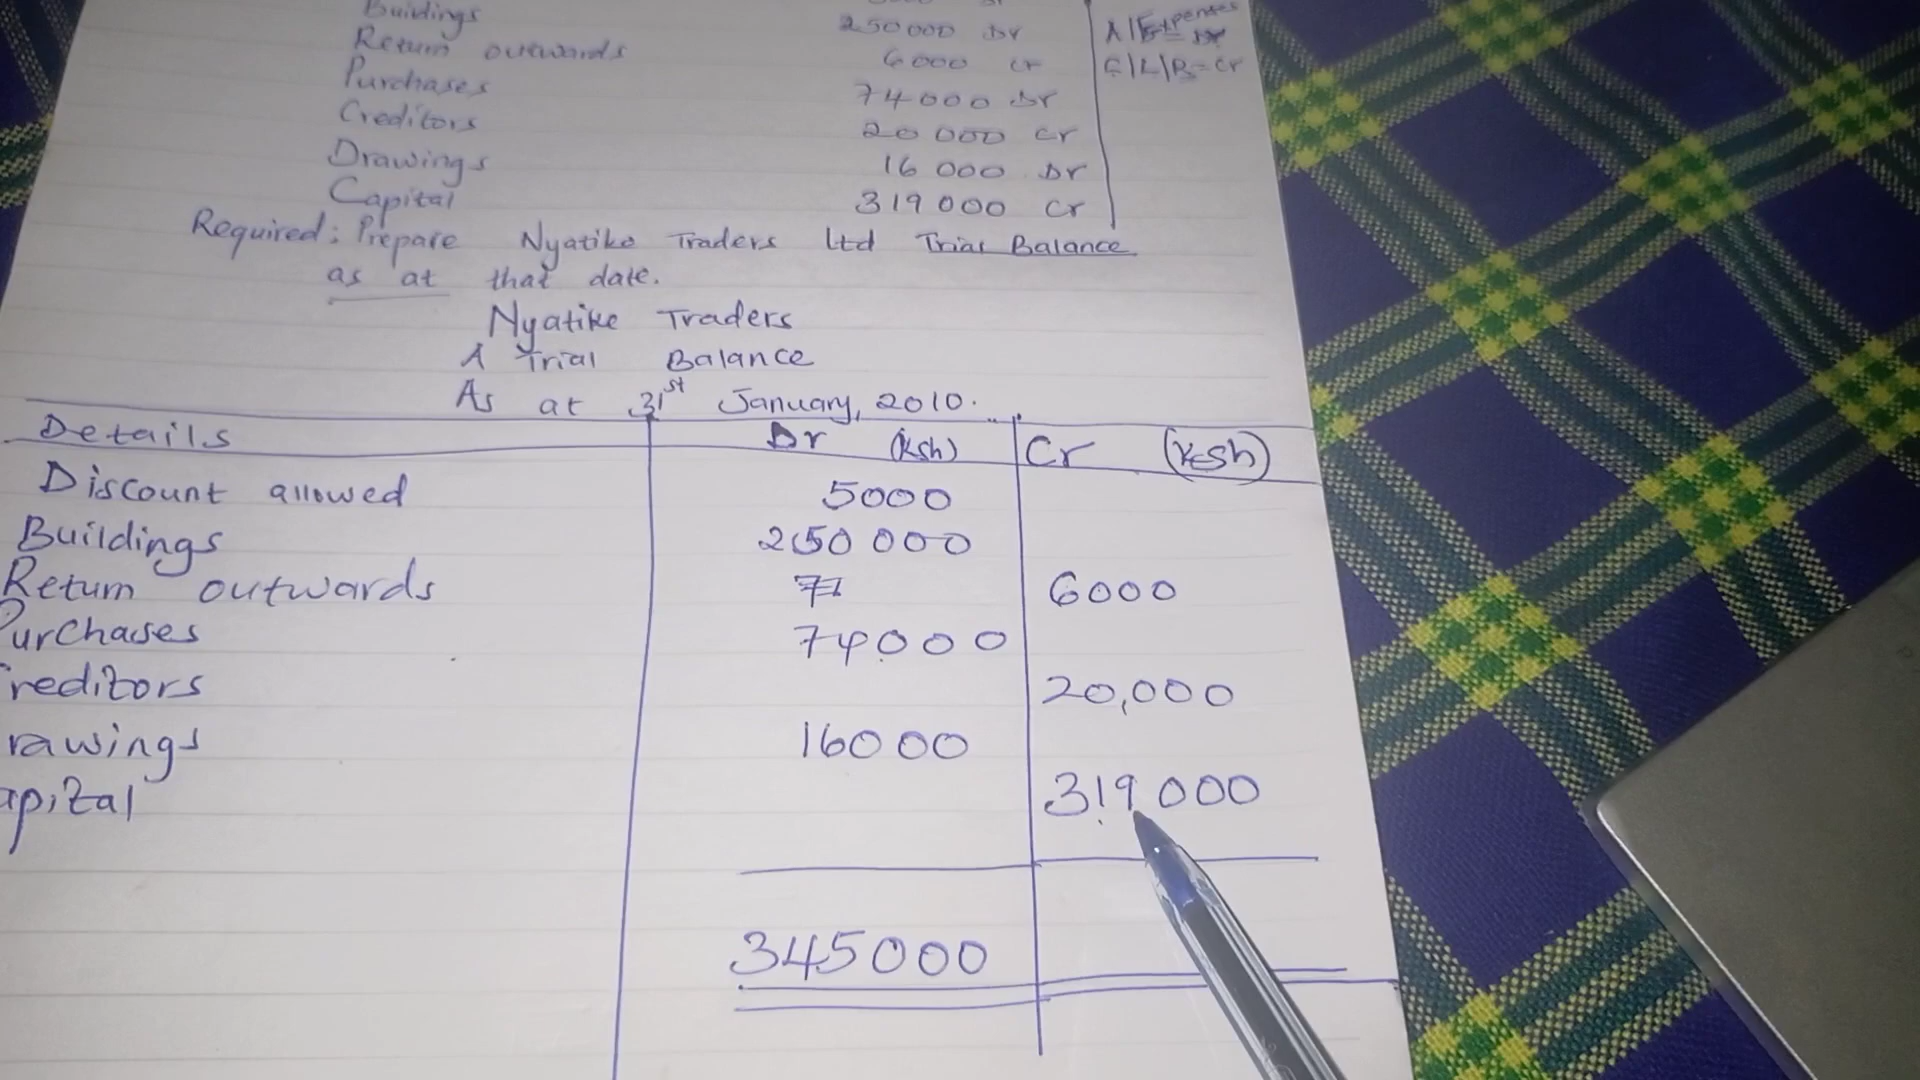 Buildings 250000 Dr
Return outwards 6000 cr
Purchases 74000 Dr
Creditors 20000 Cr
Drawings 16000 Dr
Capital 319000 Cr
A/Expenses = Dr
C/L/R = Cr
Required: Prepare Nyatike Traders Ltd Trial Balance
as at that date.
Nyatike Traders
A Trial Balance
As at 31st January, 2010.
Details Dr (Ksh) Cr (Ksh)
Discount allowed 5000
Buildings 250 000
Return outwards 6000
Purchases 74000
reditors 20,000
rawings 16000
apital 319000
345000